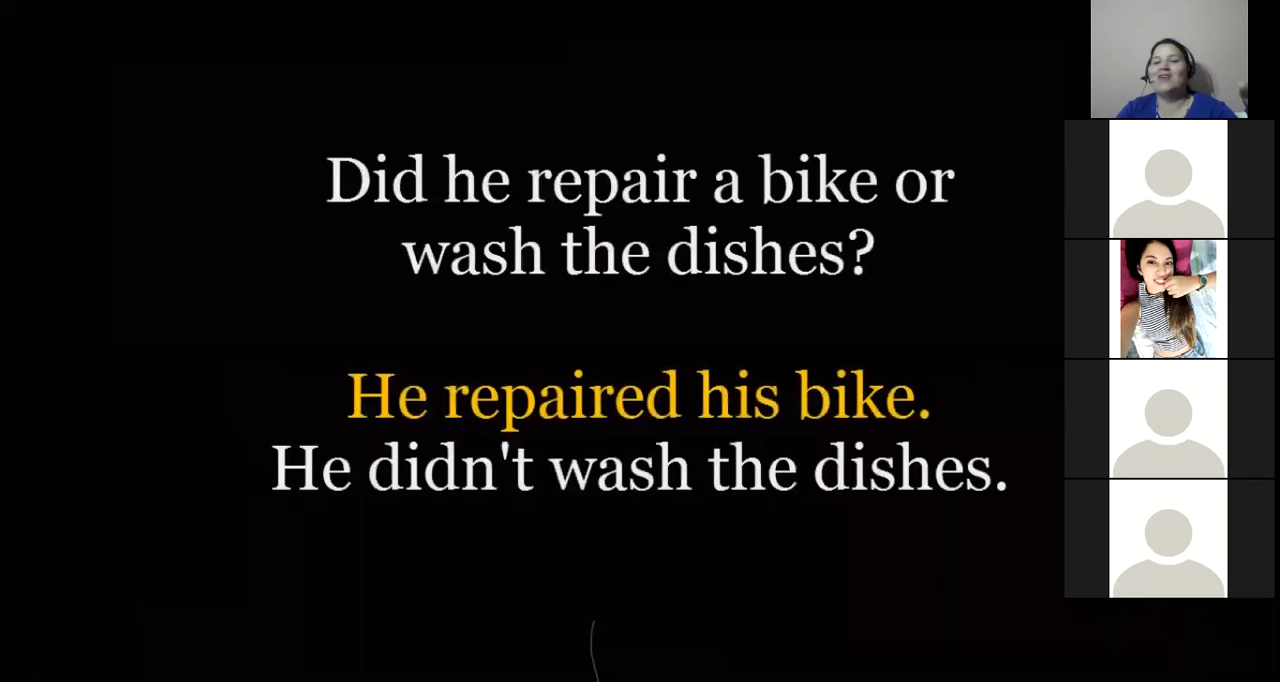 Did he repair a bike or
wash the dishes?
He repaired his bike.
He didn't wash the dishes.